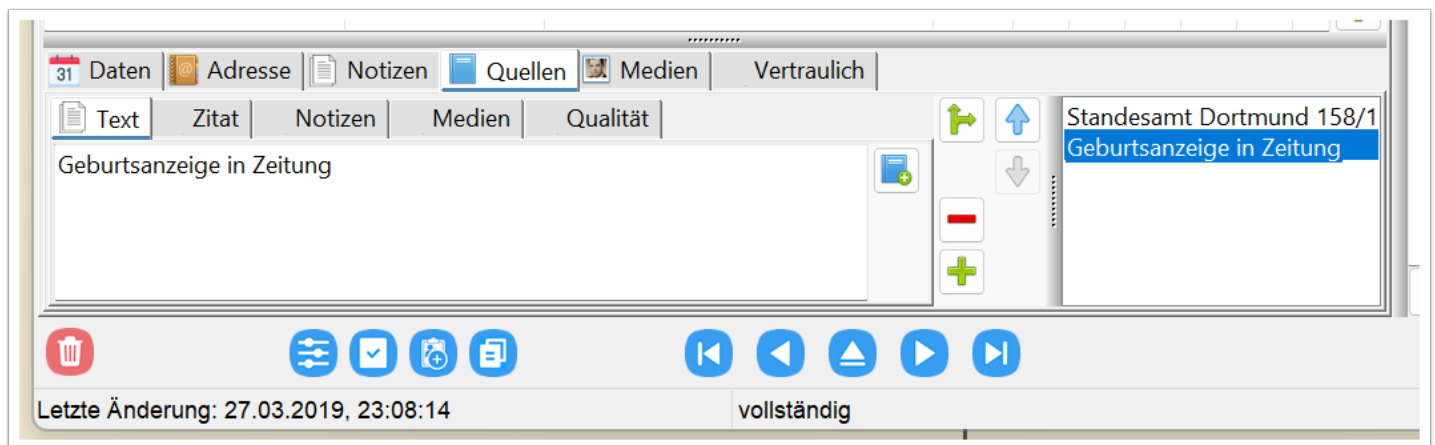 31 Daten Adresse Notizen Quellen Medien Vertraulich
Text Zitat Notizen Medien Qualität
Geburtsanzeige in Zeitung
Standesamt Dortmund 158/1
Geburtsanzeige in Zeitung
Letzte Änderung: 27.03.2019, 23:08:14 vollständig